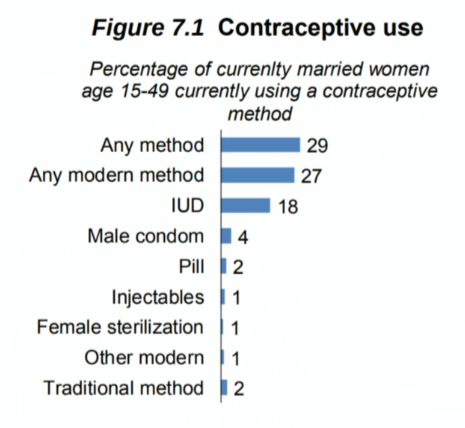 Figure 7.1 Contraceptive use
Percentage of currenlty married women
age 15-49 currently using a contraceptive
method
Any method 29
Any modern method 27
IUD 18
Male condom 4
Pill 2
Injectables 1
Female sterilization 1
Other modern 1
Traditional method 2